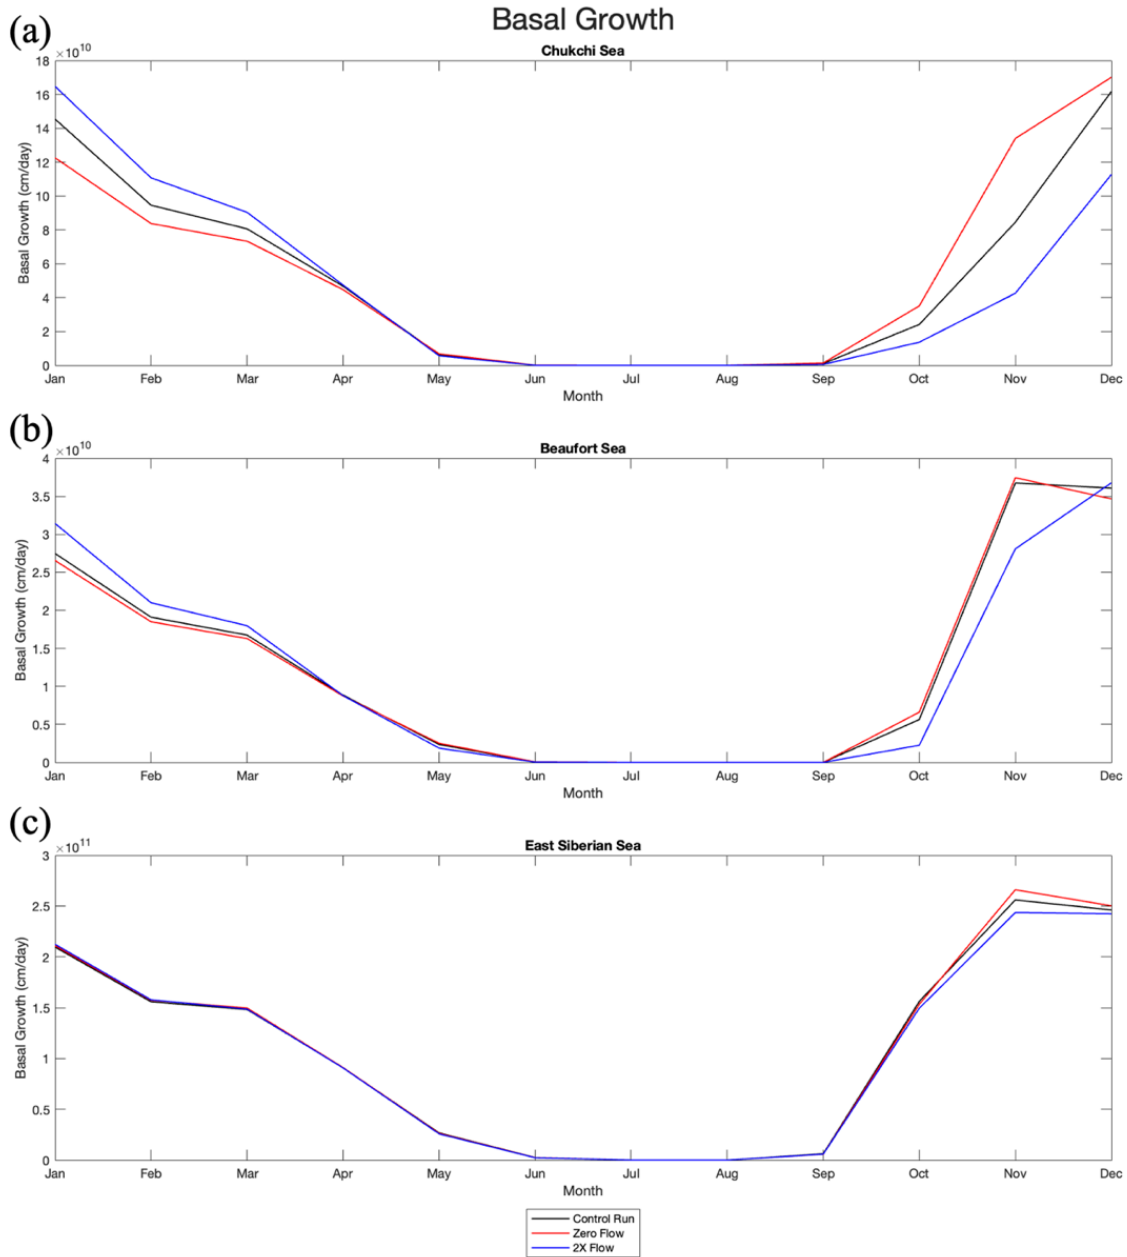 Basal Growth
(a)
Chukchi Sea
×10^10
18
16
14
12
10
8
6
4
2
0
Basal Growth (cm/day)
Jan Feb Mar Apr May Jun Jul Aug Sep Oct Nov Dec
Month
(b)
Beaufort Sea
×10^10
4
3.5
3
2.5
2
1.5
1
0.5
0
Basal Growth (cm/day)
Jan Feb Mar Apr May Jun Jul Aug Sep Oct Nov Dec
Month
(c)
East Siberian Sea
×10^11
3
2.5
2
1.5
1
0.5
0
Basal Growth (cm/day)
Jan Feb Mar Apr May Jun Jul Aug Sep Oct Nov Dec
Month
Control Run
Zero Flow
2X Flow